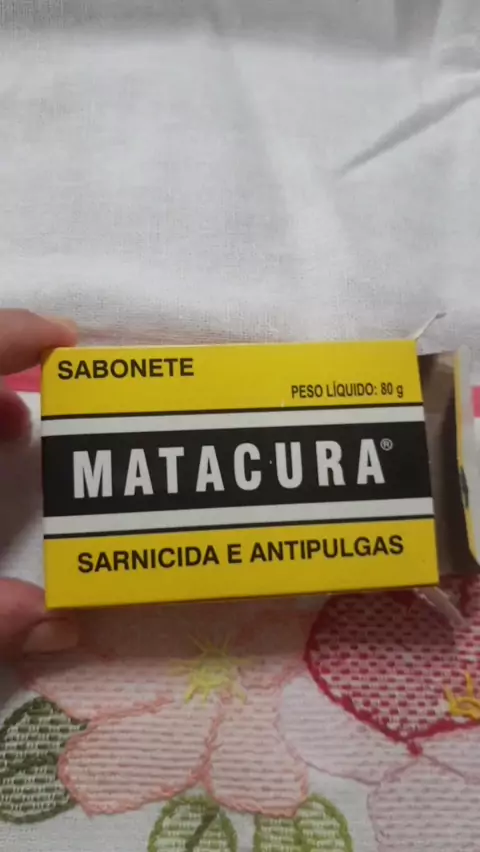 SABONETE
PESO LÍQUIDO: 80 g
MATACURA®
SARNICIDA E ANTIPULGAS